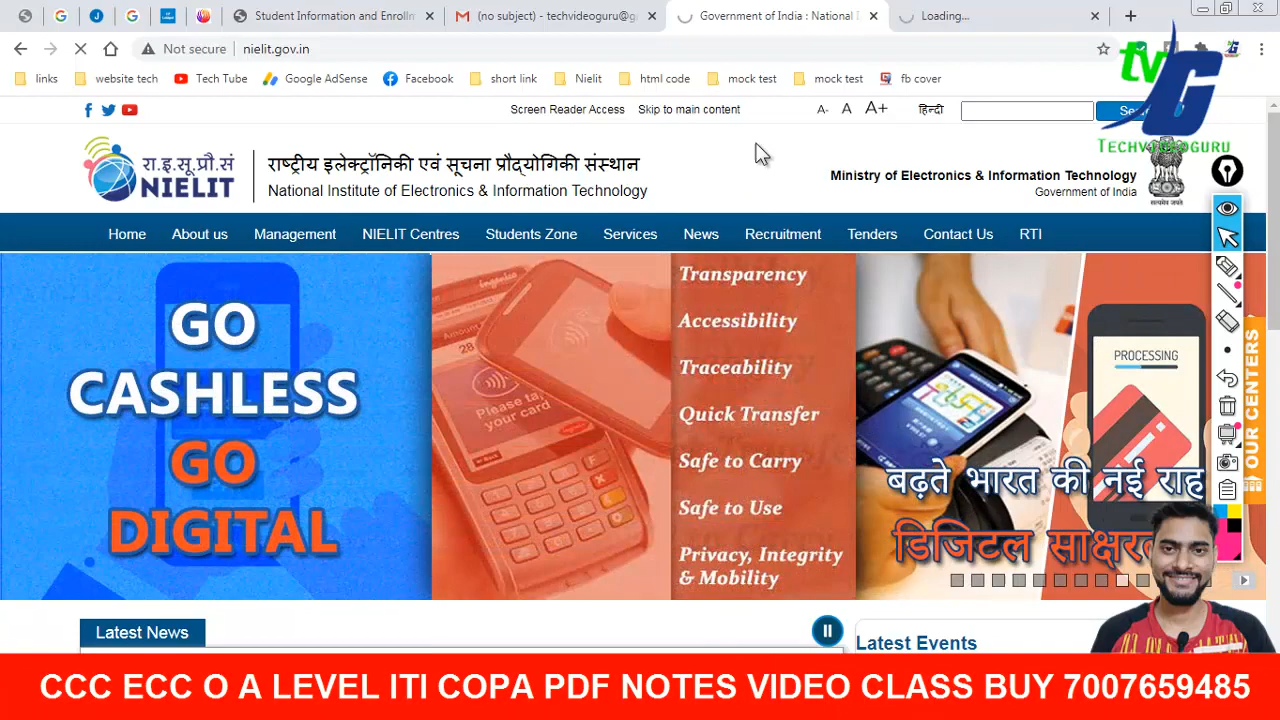 Student Information and Enrollm
(no subject) - techvideoguru@g
Government of India : National I
Loading...
Not secure
nielit.gov.in
links
website tech
Tech Tube
Google AdSense
Facebook
short link
Nielit
html code
mock test
mock test
fb cover
Screen Reader Access
Skip to main content
A-
A
A+
हिन्दी
TECHVIDEOGURU
रा.इ.सू.प्रौ.सं
NIELIT
राष्ट्रीय इलेक्ट्रॉनिकी एवं सूचना प्रौद्योगिकी संस्थान
National Institute of Electronics & Information Technology
Ministry of Electronics & Information Technology
Government of India
Home
About us
Management
NIELIT Centres
Students Zone
Services
News
Recruitment
Tenders
Contact Us
RTI
GO
CASHLESS
GO
DIGITAL
Please ta
your card
Transparency
Accessibility
Traceability
Quick Transfer
Safe to Carry
Safe to Use
Privacy, Integrity
& Mobility
PROCESSING
बढ़ते भारत की नई राह
डिजिटल
OUR CENTERS
Latest News
Latest Events
CCC ECC O A LEVEL ITI COPA PDF NOTES VIDEO CLASS BUY 7007659485